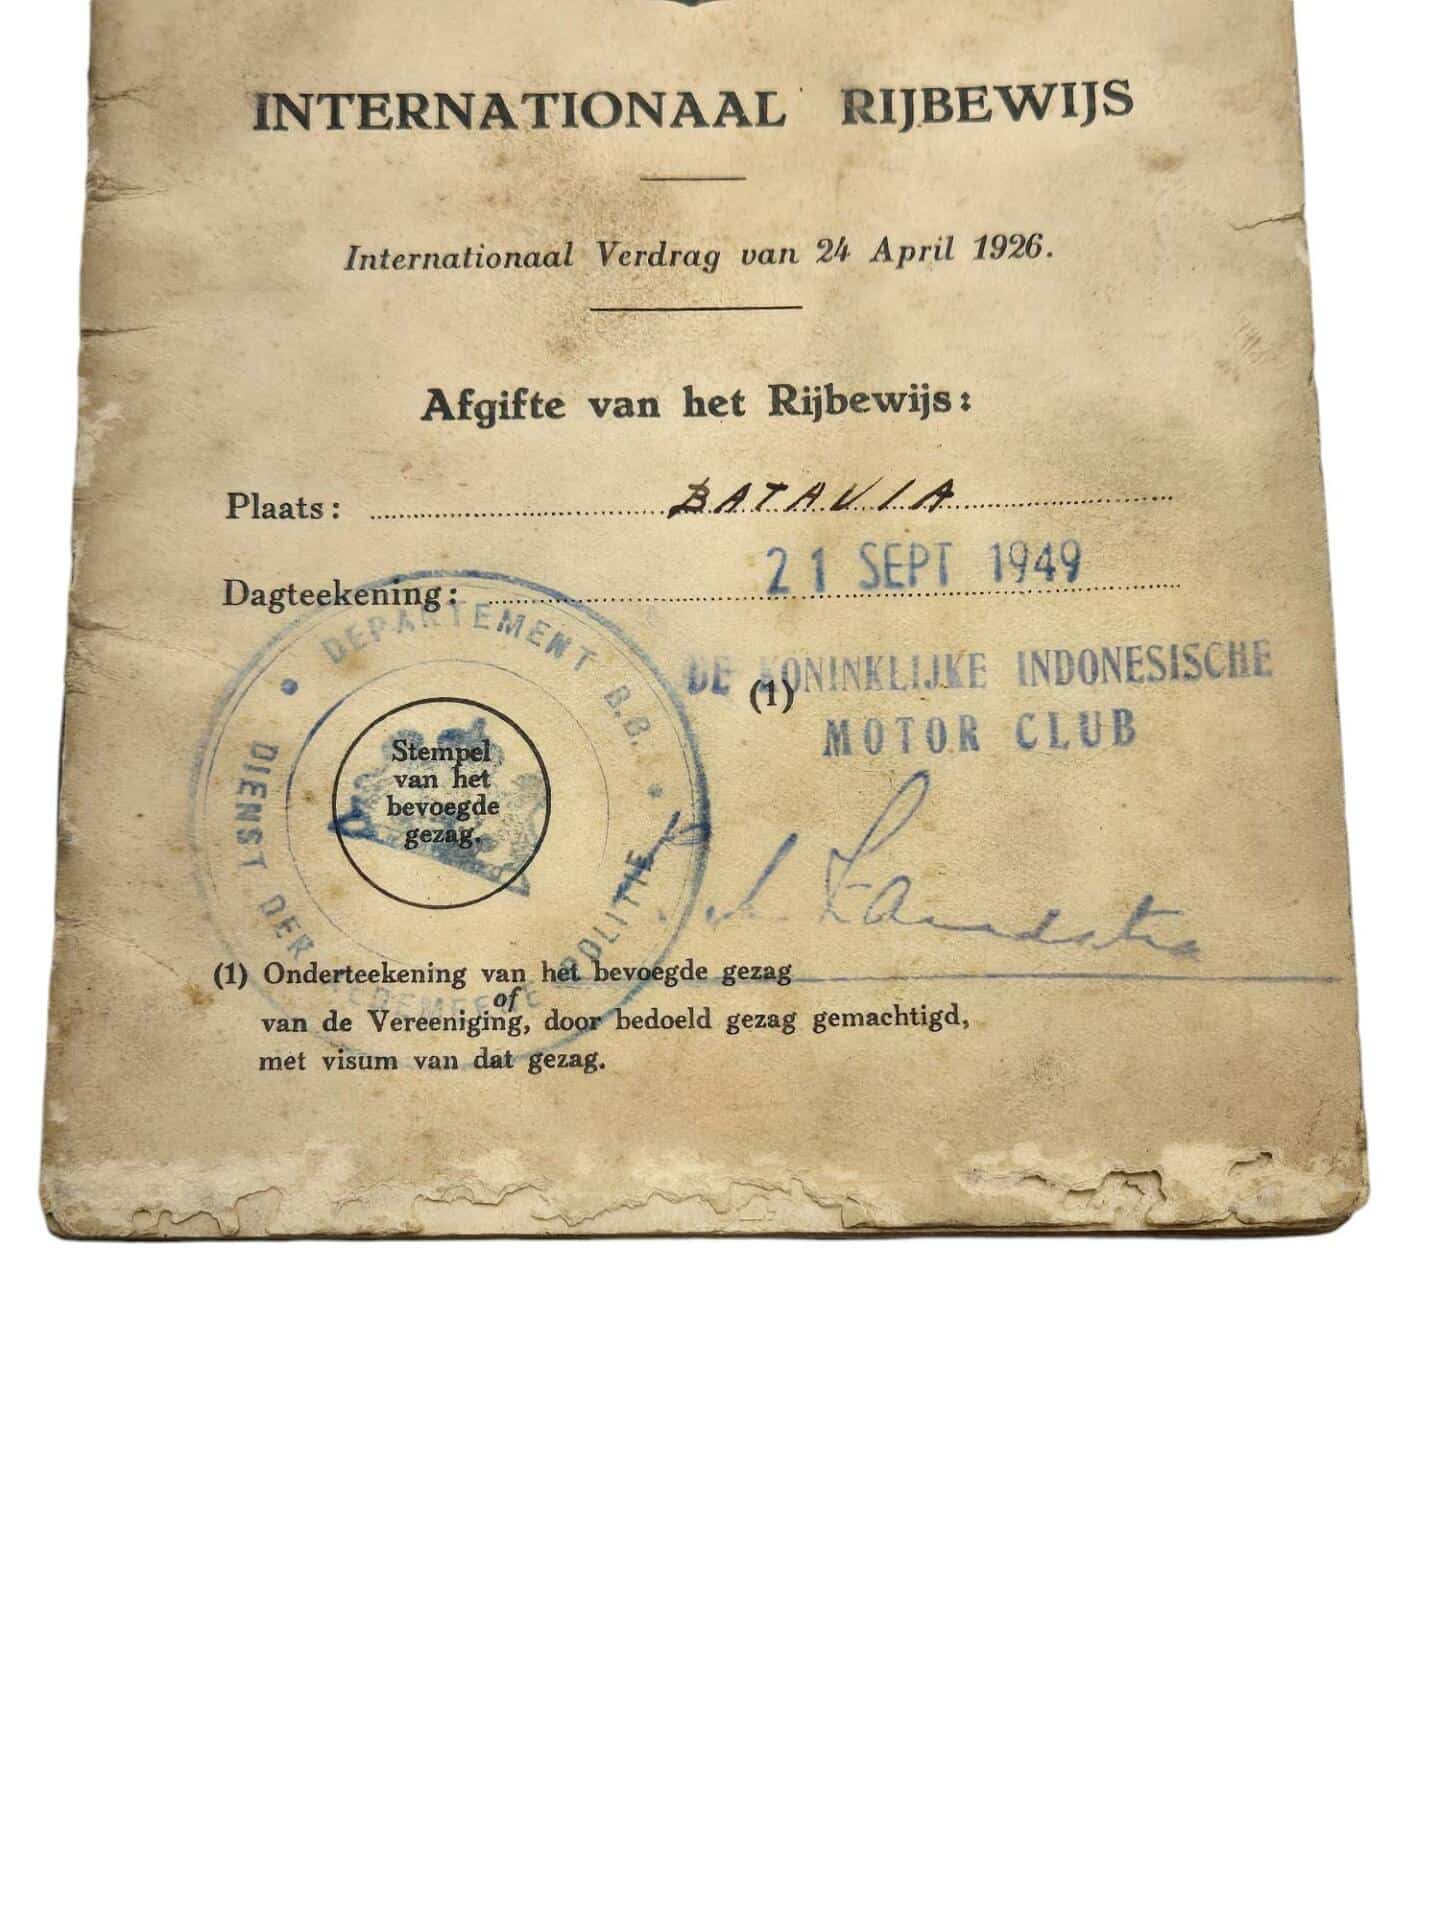 INTERNATIONAAL RIJBEWIJS
Internationaal Verdrag van 24 April 1926.
Afgifte van het Rijbewijs:
Plaats: BATAVIA
Dagteekening: 21 SEPT 1949
DEPARTEMENT B.B.
DIENST DER GEMEENTE POLITIE
Stempel
van het
bevoegde
gezag.
DE KONINKLIJKE INDONESISCHE
(1)
MOTOR CLUB
(1) Onderteekening van het bevoegde gezag
of
van de Vereeniging, door bedoeld gezag gemachtigd,
met visum van dat gezag.